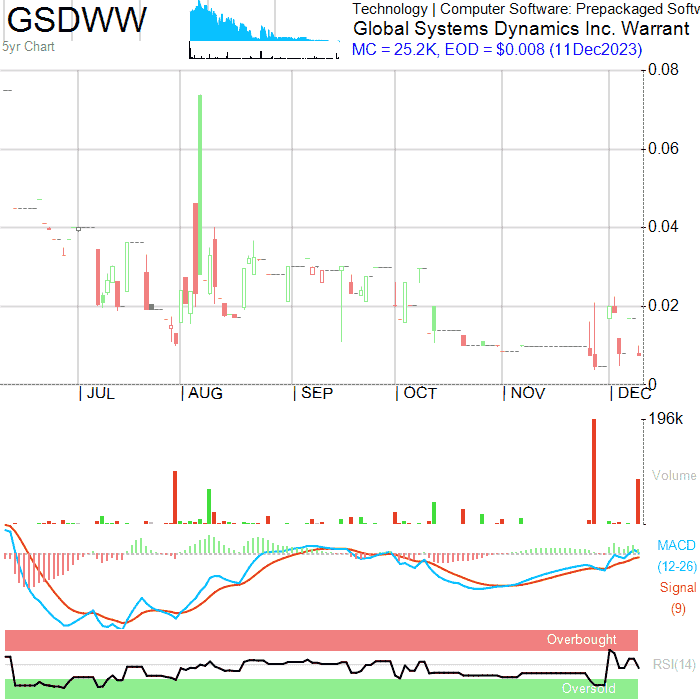 GSDWW
5yr Chart
Technology | Computer Software: Prepackaged Softw
Global Systems Dynamics Inc. Warrant
MC = 25.2K, EOD = $0.008 (11Dec2023)
0.08
0.06
0.04
0.02
0
| JUL | AUG | SEP | OCT | NOV | DEC
196k
Volume
MACD
(12-26)
Signal
(9)
Overbought
RSI(14)
Oversold